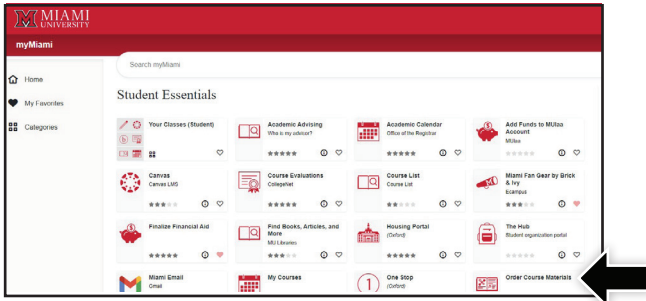 MIAMI
UNIVERSITY
myMiami
Search myMiami
Home
My Favorites
Categories
Student Essentials
Your Classes (Student)
Academic Advising
Who is my advisor?
Academic Calendar
Office of the Registrar
Add Funds to MUlaa
Account
MUlaa
Canvas
Canvas LMS
Course Evaluations
CollegeNet
Course List
Course List
Miami Fan Gear by Brick
& Ivy
Ecampus
Finalize Financial Aid
Find Books, Articles, and
More
MU Libraries
Housing Portal
(Oxford)
The Hub
Student organization portal
Miami Email
Gmail
My Courses
1
One Stop
(Oxford)
Order Course Materials